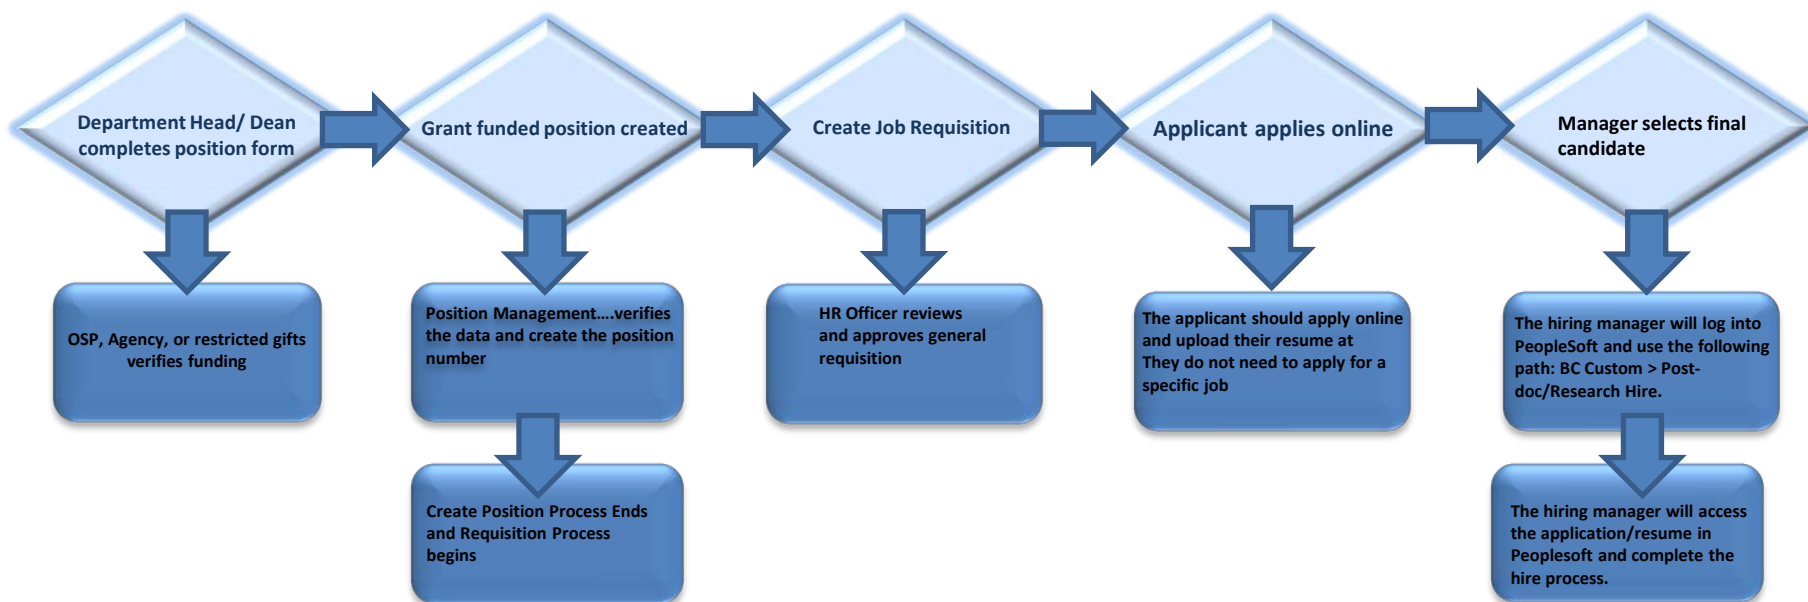 Department Head/ Dean
completes position form
Grant funded position created
Create Job Requisition
Applicant applies online
Manager selects final
candidate
OSP, Agency, or restricted gifts
verifies funding
Position Management....verifies
the data and create the position
number
HR Officer reviews
and approves general
requisition
The applicant should apply online
and upload their resume at
They do not need to apply for a
specific job
The hiring manager will log into
PeopleSoft and use the following
path: BC Custom > Post-
doc/Research Hire.
Create Position Process Ends
and Requisition Process
begins
The hiring manager will access
the application/resume in
Peoplesoft and complete the
hire process.